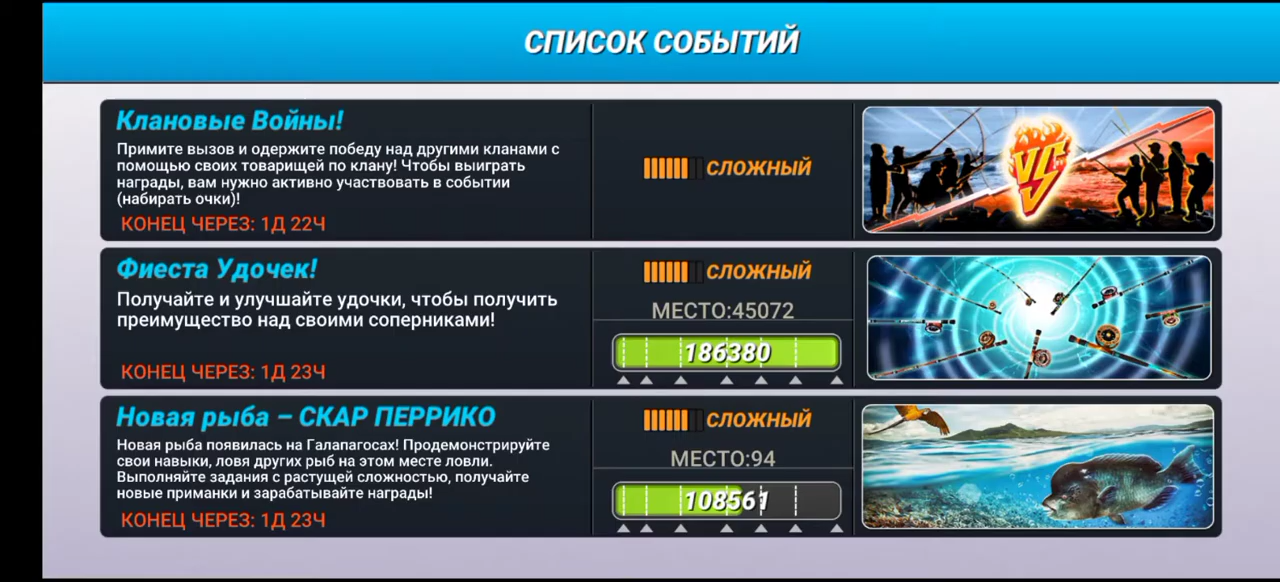 СПИСОК СОБЫТИЙ
Клановые Войны!
Примите вызов и одержите победу над другими кланами с
помощью своих товарищей по клану! Чтобы выиграть
награды, вам нужно активно участвовать в событии
(набирать очки)!
КОНЕЦ ЧЕРЕЗ: 1Д 22Ч
СЛОЖНЫЙ
VS
Фиеста Удочек!
Получайте и улучшайте удочки, чтобы получить
преимущество над своими соперниками!
КОНЕЦ ЧЕРЕЗ: 1Д 23Ч
СЛОЖНЫЙ
МЕСТО:45072
186380
Новая рыба – СКАР ПЕРРИКО
Новая рыба появилась на Галапагосах! Продемонстрируйте
свои навыки, ловя других рыб на этом месте ловли.
Выполняйте задания с растущей сложностью, получайте
новые приманки и зарабатывайте награды!
КОНЕЦ ЧЕРЕЗ: 1Д 23Ч
СЛОЖНЫЙ
МЕСТО:94
108561